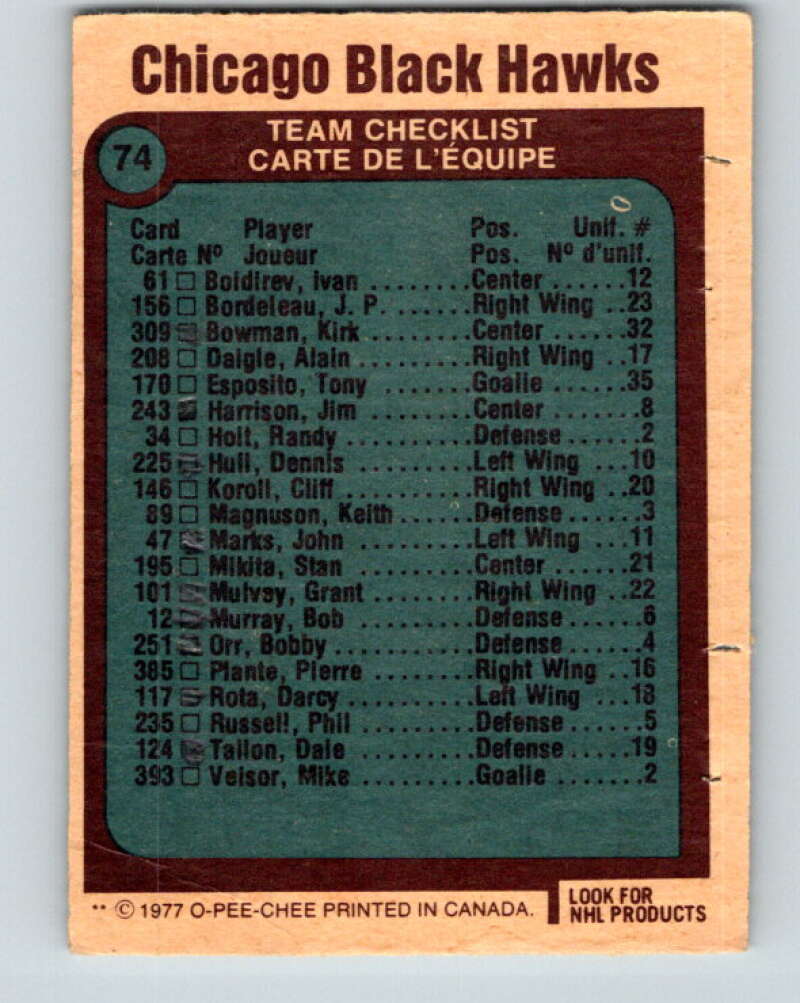 Chicago Black Hawks
TEAM CHECKLIST
CARTE DE L'ÉQUIPE
74
Card Player Pos. Unif. #
Carte Nº Joueur Pos. Nº d'unif.
61 □ Boldirev, Ivan ........Center ......12
156 □ Bordeleau, J. P. .......Right Wing ..23
309 Bowman, Kirk .........Center ......32
208 □ Daigle, Alain .........Right Wing ..17
170 □ Esposito, Tony .......Goalie ......35
243 Harrison, Jim ........Center .......8
34 □ Holt, Randy ..........Defense ......2
225 Hull, Dennis .........Left Wing ...10
146 □ Koroll, Cliff .........Right Wing ..20
89 □ Magnuson, Keith ......Defense ......3
47 Marks, John .........Left Wing ...11
195 □ Mikita, Stan .........Center ......21
101 Mulvey, Grant ........Right Wing ..22
12 Murray, Bob .........Defense ......6
251 Orr, Bobby ...........Defense ......4
385 □ Plante, Pierre .......Right Wing ..16
117 Rota, Darcy ..........Left Wing ...18
235 □ Russell, Phil .........Defense ......5
124 Tallon, Dale .........Defense .....19
393 □ Veisor, Mike .........Goalie .......2
** © 1977 O-PEE-CHEE PRINTED IN CANADA.
LOOK FOR
NHL PRODUCTS